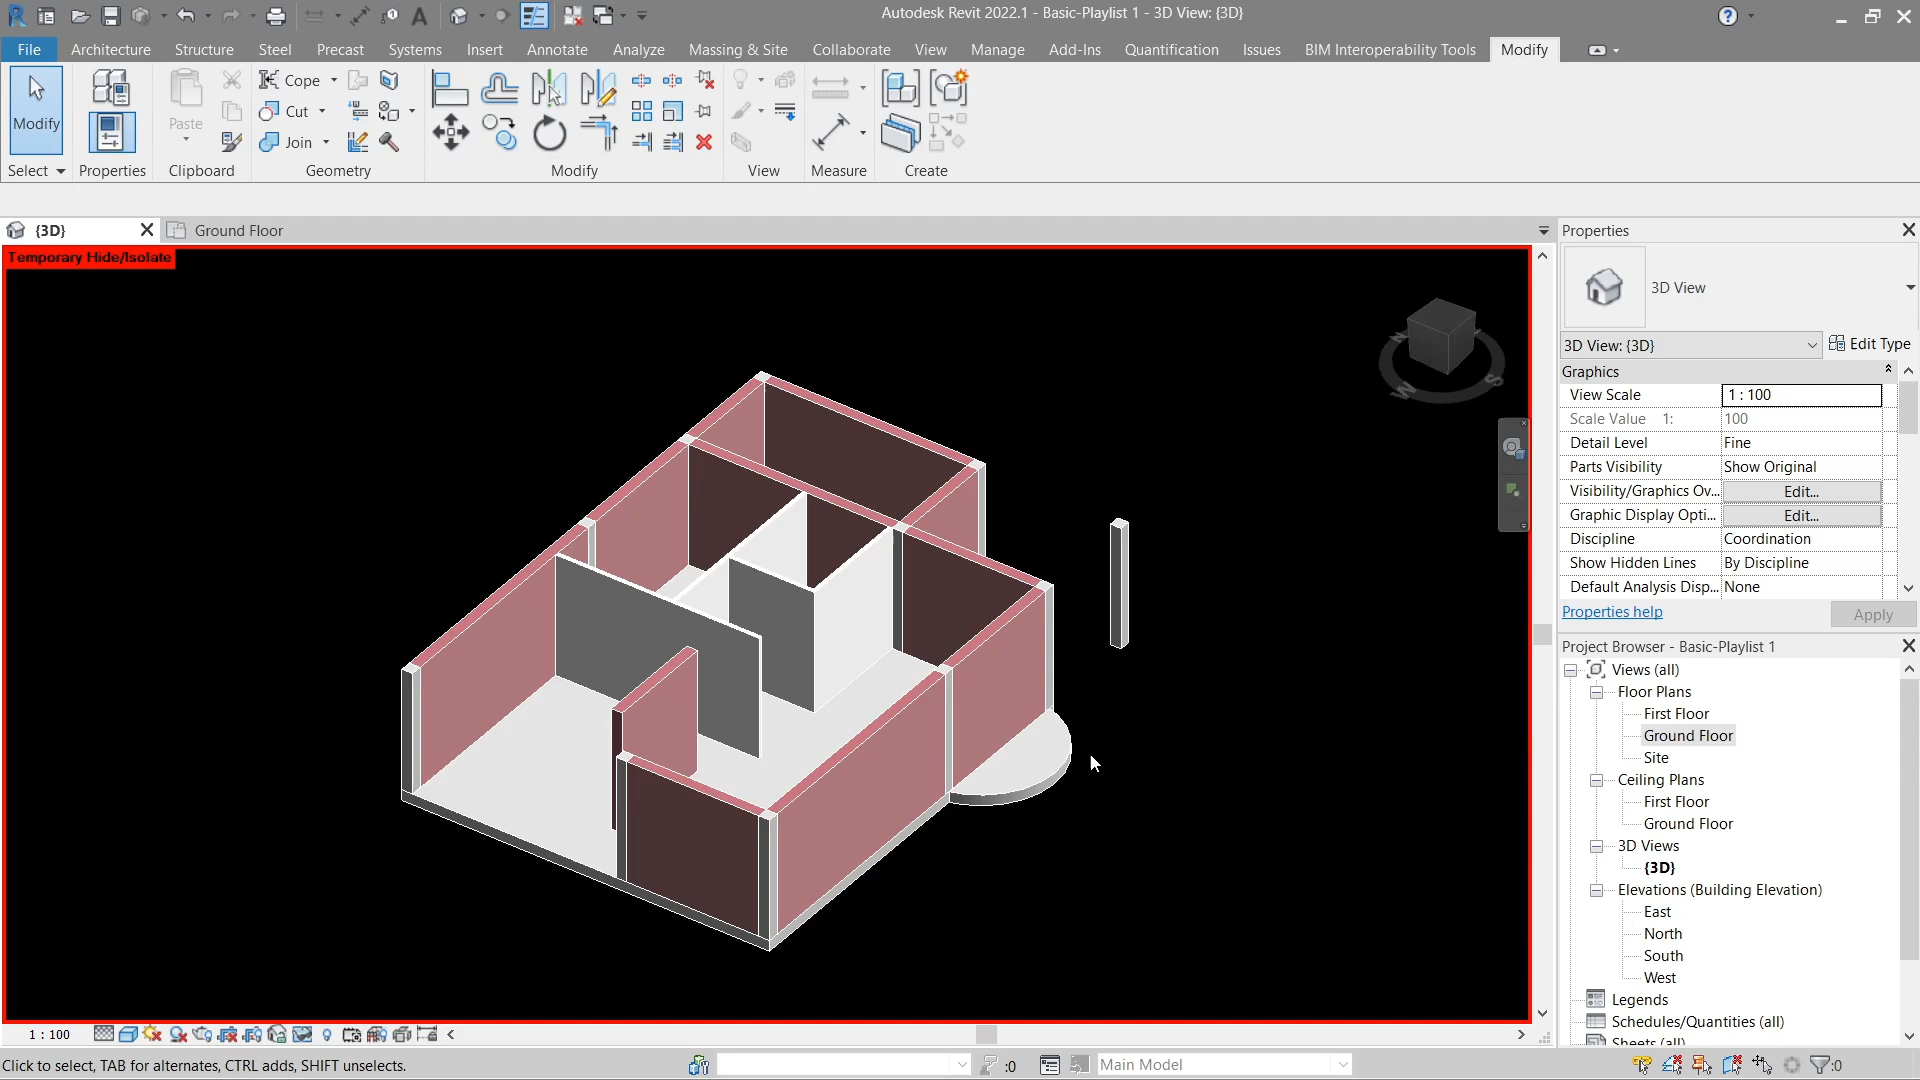 Autodesk Revit 2022.1 - Basic-Playlist 1 - 3D View: {3D}
File Architecture Structure Steel Precast Systems Insert Annotate Analyze Massing & Site Collaborate View Manage Add-Ins Quantification Issues BIM Interoperability Tools Modify
Modify
Paste
Cope
Cut
Join
Select Properties Clipboard Geometry Modify View Measure Create
{3D} Ground Floor
Temporary Hide/Isolate
N
S
W
Properties
3D View
3D View: {3D} Edit Type
Graphics
View Scale 1 : 100
Scale Value 1: 100
Detail Level Fine
Parts Visibility Show Original
Visibility/Graphics Ov... Edit...
Graphic Display Opti... Edit...
Discipline Coordination
Show Hidden Lines By Discipline
Default Analysis Disp... None
Properties help Apply
Project Browser - Basic-Playlist 1
Views (all)
Floor Plans
First Floor
Ground Floor
Site
Ceiling Plans
First Floor
Ground Floor
3D Views
{3D}
Elevations (Building Elevation)
East
North
South
West
Legends
Schedules/Quantities (all)
Sheets (all)
1 : 100
Click to select, TAB for alternates, CTRL adds, SHIFT unselects.
:0
Main Model
:0